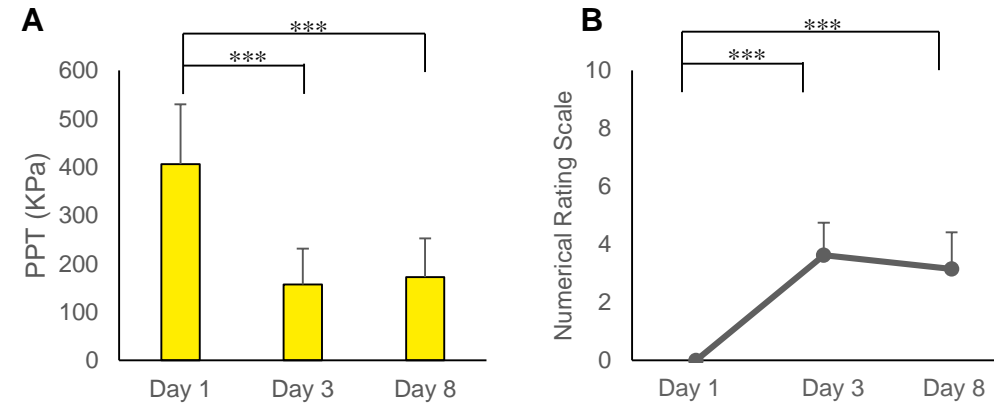 A
***
***
600
500
400
300
200
100
0
PPT (KPa)
Day 1
Day 3
Day 8
B
***
***
10
8
6
4
2
0
Numerical Rating Scale
Day 1
Day 3
Day 8